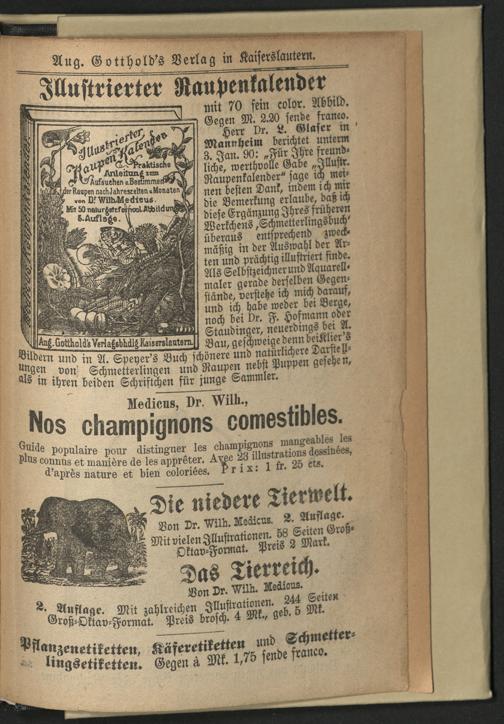 Aug. Gotthold's Verlag in Kaiserslautern.
Illustrierter Raupenkalender
Illustrierter
Raupen-Kalender
Praktische
Anleitung zum
Aufsuchen u. Bestimmen
der Raupen nach Jahreszeiten u. Monaten
von Dr Wilh. Medicus.
Mit 50 naturgetr. fein col. Abbildung
5. Auflage.
Aug. Gotthold's Verlagsbhdlg Kaiserslautern.
mit 70 fein color. Abbild.
Gegen M. 2.20 sende franco.
Herr Dr. L. Glaser in
Mannheim berichtet unterm
3. Jan. 90: „Für Ihre freund-
liche, werthvolle Gabe „Illustr.
Raupenkalender" sage ich mei-
nen besten Dank, indem ich mir
die Bemerkung erlaube, daß ich
diese Ergänzung Ihres früheren
Werkchens „Schmetterlingsbuch"
überaus entsprechend zweck-
mäßig in der Auswahl der Ar-
ten und prächtig illustriert finde.
Als Selbstzeichner und Aquarell-
maler gerade derselben Gegen-
stände, verstehe ich mich darauf,
und ich habe weder bei Berge,
noch bei Dr. F. Hofmann oder
Staudinger, neuerdings bei A.
Bau, geschweige denn bei Klier's
Bildern und in A. Speyer's Buch schönere und natürlichere Darstell-
ungen von Schmetterlingen und Raupen nebst Puppen gesehen,
als in ihren beiden Schriftchen für junge Sammler.
Medicus, Dr. Wilh.,
Nos champignons comestibles.
Guide populaire pour distinguer les champignons mangeables les
plus connus et manière de les apprêter. Avec 23 illustrations dessinées,
d'après nature et bien coloriées. Prix: 1 fr. 25 cts.
Die niedere Tierwelt.
Von Dr. Wilh. Medicus. 2. Auflage.
Mit vielen Illustrationen. 58 Seiten Groß-
Oktav-Format. Preis 2 Mark.
Das Tierreich.
Von Dr. Wilh. Medicus.
2. Auflage. Mit zahlreichen Illustrationen. 244 Seiten
Groß-Oktav-Format. Preis brosch. 4 Mk., geb. 5 Mk.
Pflanzenetiketten, Käferetiketten und Schmetter-
lingsetiketten. Gegen à Mk. 1,75 sende franco.